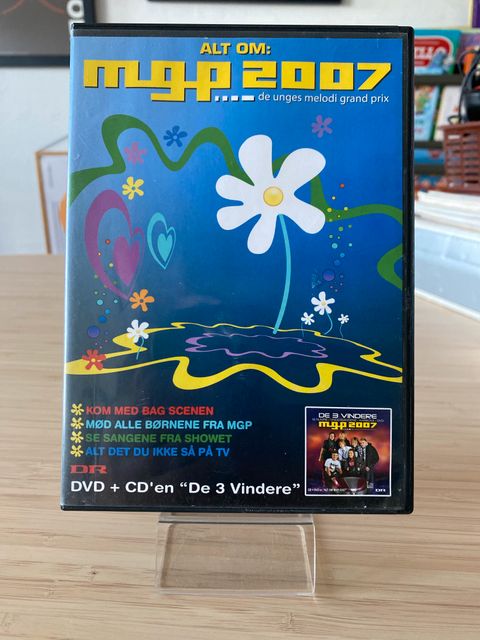 ALT OM:
mgp 2007
de unges melodi grand prix
KOM MED BAG SCENEN
MØD ALLE BØRNENE FRA MGP
SE SANGENE FRA SHOWET
ALT DET DU IKKE SÅ PÅ TV
DR
DVD + CD'en "De 3 Vindere"
DE 3 VINDERE
mgp 2007
DR